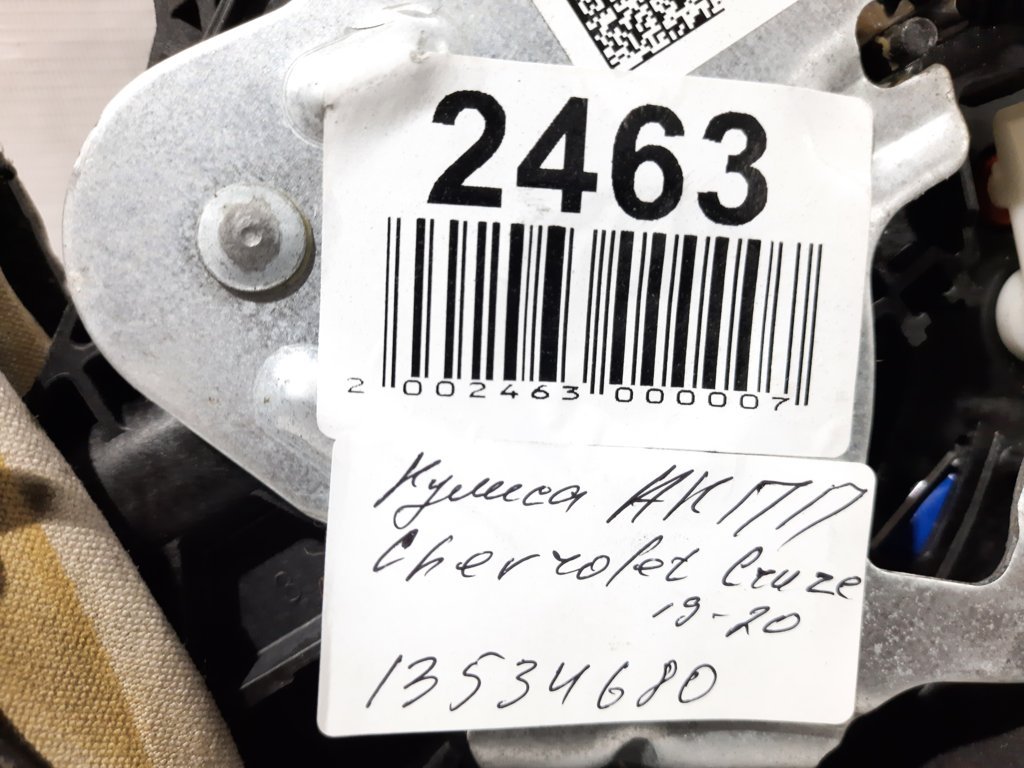 2463
2 002463 000007
Кулиса АКПП
Chevrolet Cruze
19-20
13534680